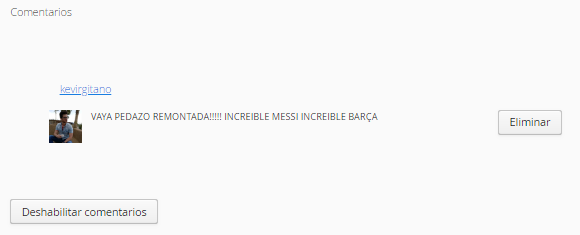 Comentarios
kevirgitano
VAYA PEDAZO REMONTADA!!!!! INCREIBLE MESSI INCREIBLE BARÇA
Eliminar
Deshabilitar comentarios